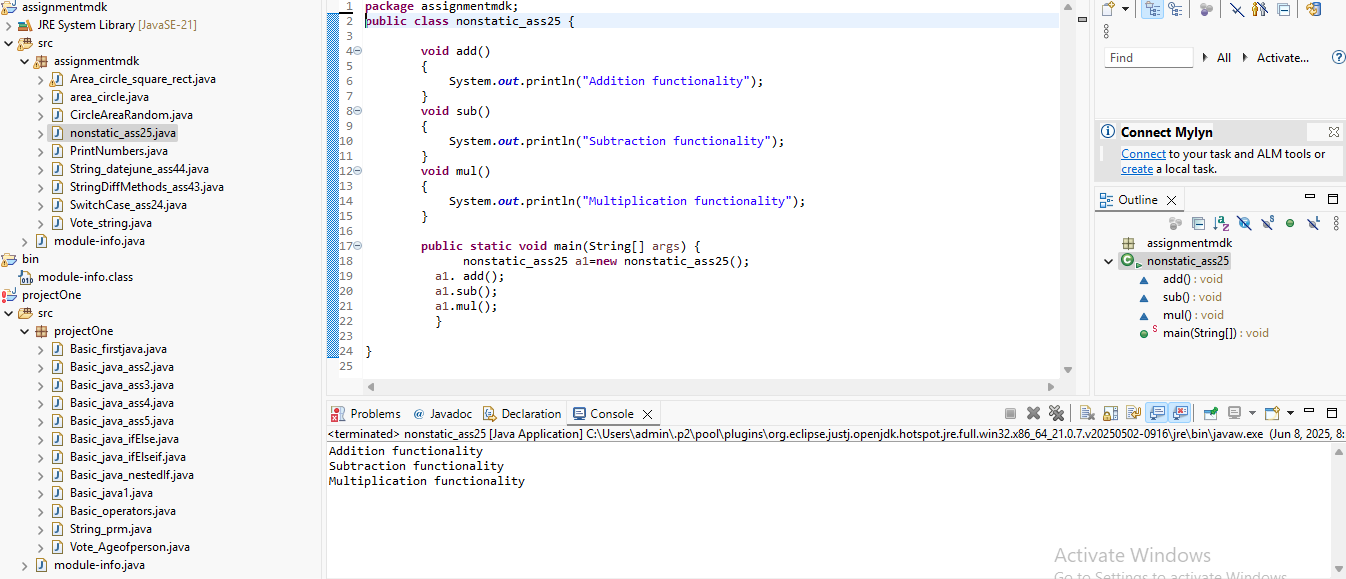 assignmentmdk
JRE System Library [JavaSE-21]
src
assignmentmdk
Area_circle_square_rect.java
area_circle.java
CircleAreaRandom.java
nonstatic_ass25.java
PrintNumbers.java
String_datejune_ass44.java
StringDiffMethods_ass43.java
SwitchCase_ass24.java
Vote_string.java
module-info.java
bin
module-info.class
projectOne
src
projectOne
Basic_firstjava.java
Basic_java_ass2.java
Basic_java_ass3.java
Basic_java_ass4.java
Basic_java_ass5.java
Basic_java_ifElse.java
Basic_java_ifElseif.java
Basic_java_nestedIf.java
Basic_java1.java
Basic_operators.java
String_prm.java
Vote_Ageofperson.java
module-info.java
1 package assignmentmdk;
2 public class nonstatic_ass25 {
3
4 void add()
5 {
6 System.out.println("Addition functionality");
7 }
8 void sub()
9 {
10 System.out.println("Subtraction functionality");
11 }
12 void mul()
13 {
14 System.out.println("Multiplication functionality");
15 }
16
17 public static void main(String[] args) {
18 nonstatic_ass25 a1=new nonstatic_ass25();
19 a1. add();
20 a1.sub();
21 a1.mul();
22 }
23
24 }
25
Find All Activate...
Connect Mylyn
Connect to your task and ALM tools or
create a local task.
Outline
assignmentmdk
nonstatic_ass25
add() : void
sub() : void
mul() : void
main(String[]) : void
Problems @ Javadoc Declaration Console
<terminated> nonstatic_ass25 [Java Application] C:\Users\admin\.p2\pool\plugins\org.eclipse.justj.openjdk.hotspot.jre.full.win32.x86_64_21.0.7.v20250502-0916\jre\bin\javaw.exe (Jun 8, 2025, 8:
Addition functionality
Subtraction functionality
Multiplication functionality
Activate Windows
Go to Settings to activate Windows.